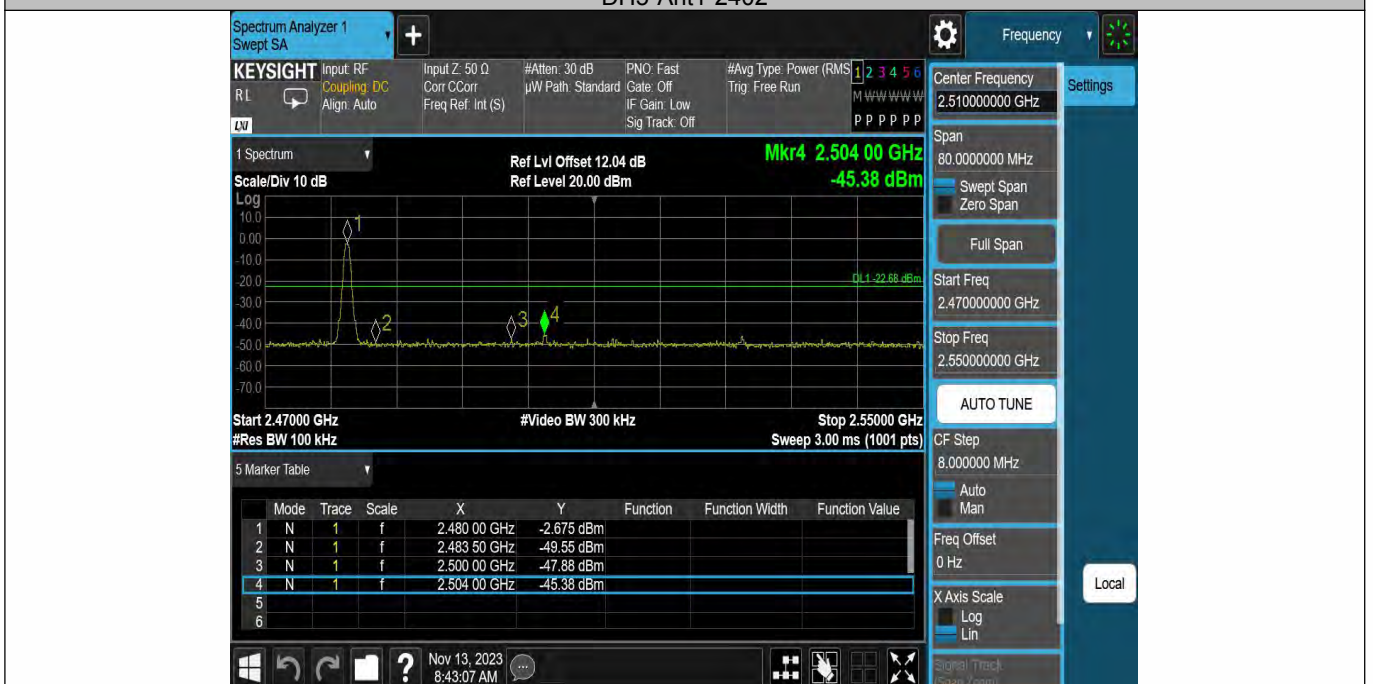 DH5-Ant1-2402
Spectrum Analyzer 1
Swept SA
+
Frequency
KEYSIGHT
RL
LXI
Input: RF
Coupling: DC
Align: Auto
Input Z: 50 Ω
Corr CCorr
Freq Ref: Int (S)
#Atten: 30 dB
µW Path: Standard
PNO: Fast
Gate: Off
IF Gain: Low
Sig Track: Off
#Avg Type: Power (RMS
Trig: Free Run
1 2 3 4 5 6
M W W W W W
P P P P P P
1 Spectrum
Scale/Div 10 dB
Ref Lvl Offset 12.04 dB
Ref Level 20.00 dBm
Mkr4 2.504 00 GHz
-45.38 dBm
Log
10.0
0.00
-10.0
-20.0
-30.0
-40.0
-50.0
-60.0
-70.0
1
2
3
4
DL1 -22.68 dBm
Start 2.47000 GHz
#Video BW 300 kHz
Stop 2.55000 GHz
#Res BW 100 kHz
Sweep 3.00 ms (1001 pts)
5 Marker Table
Mode Trace Scale X Y Function Function Width Function Value
1 N 1 f 2.480 00 GHz -2.675 dBm
2 N 1 f 2.483 50 GHz -49.55 dBm
3 N 1 f 2.500 00 GHz -47.88 dBm
4 N 1 f 2.504 00 GHz -45.38 dBm
5
6
?
Nov 13, 2023
8:43:07 AM
Center Frequency
2.510000000 GHz
Settings
Span
80.0000000 MHz
Swept Span
Zero Span
Full Span
Start Freq
2.470000000 GHz
Stop Freq
2.550000000 GHz
AUTO TUNE
CF Step
8.000000 MHz
Auto
Man
Freq Offset
0 Hz
X Axis Scale
Log
Lin
Local
Signal Track
(Span Zoom)